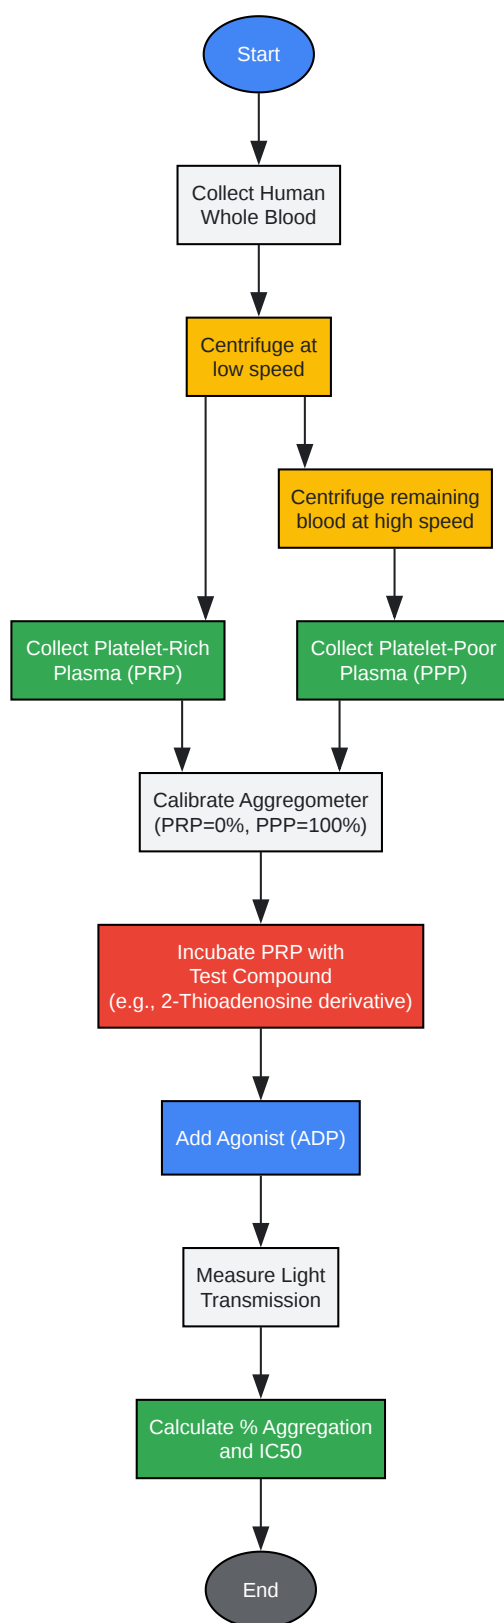 Start
Collect Human
Whole Blood
Centrifuge at
low speed
Centrifuge remaining
blood at high speed
Collect Platelet-Rich
Plasma (PRP)
Collect Platelet-Poor
Plasma (PPP)
Calibrate Aggregometer
(PRP=0%, PPP=100%)
Incubate PRP with
Test Compound
(e.g., 2-Thioadenosine derivative)
Add Agonist (ADP)
Measure Light
Transmission
Calculate % Aggregation
and IC50
End